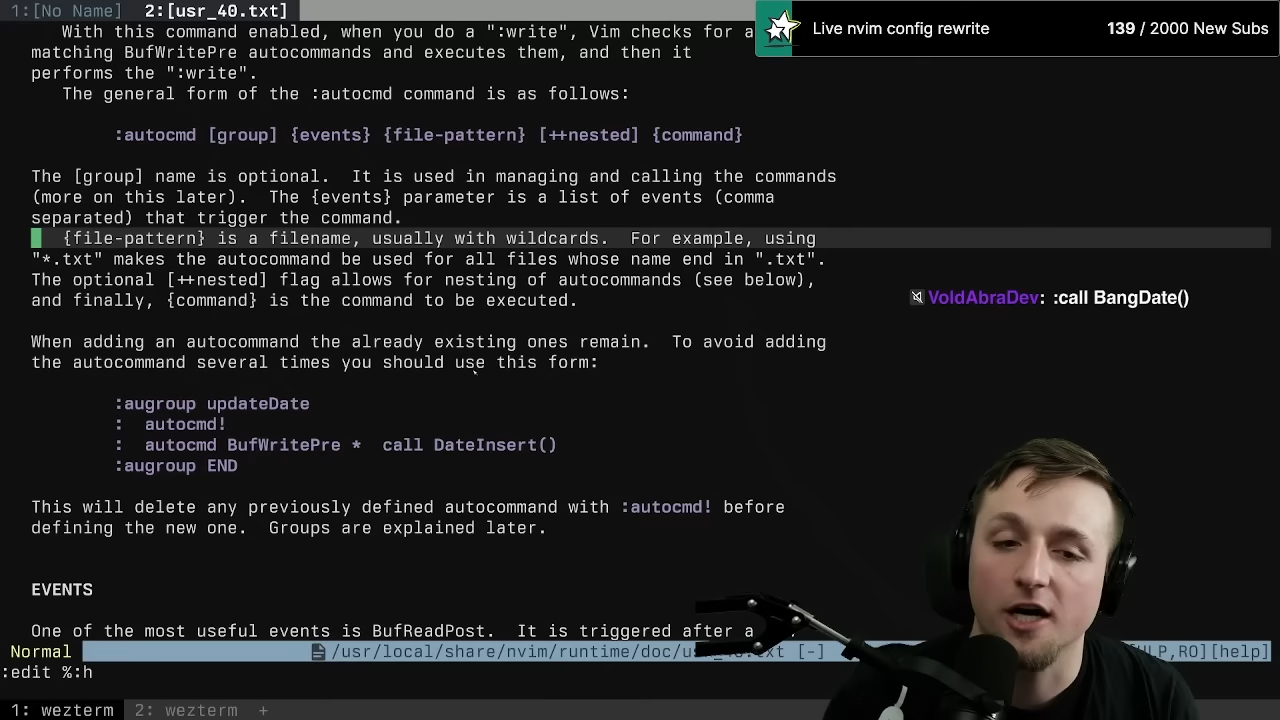 1:[No Name]  2:[usr_40.txt]
Live nvim config rewrite 139 / 2000 New Subs
With this command enabled, when you do a ":write", Vim checks for a
matching BufWritePre autocommands and executes them, and then it
performs the ":write".
The general form of the :autocmd command is as follows:
:autocmd [group] {events} {file-pattern} [++nested] {command}
The [group] name is optional.  It is used in managing and calling the commands
(more on this later).  The {events} parameter is a list of events (comma
separated) that trigger the command.
{file-pattern} is a filename, usually with wildcards.  For example, using
"*.txt" makes the autocommand be used for all files whose name end in ".txt".
The optional [++nested] flag allows for nesting of autocommands (see below),
and finally, {command} is the command to be executed.
VoldAbraDev: :call BangDate()
When adding an autocommand the already existing ones remain.  To avoid adding
the autocommand several times you should use this form:
:augroup updateDate
:  autocmd!
:  autocmd BufWritePre *  call DateInsert()
:augroup END
This will delete any previously defined autocommand with :autocmd! before
defining the new one.  Groups are explained later.
EVENTS
One of the most useful events is BufReadPost.  It is triggered after a
Normal /usr/local/share/nvim/runtime/doc/usr_40.txt [-] HLP,RO][help]
:edit %:h
1: wezterm  2: wezterm  +